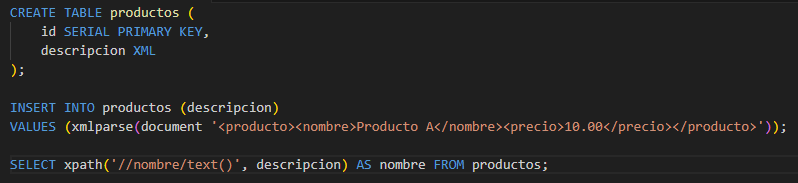 CREATE TABLE productos (
    id SERIAL PRIMARY KEY,
    descripcion XML
);

INSERT INTO productos (descripcion)
VALUES (xmlparse(document '<producto><nombre>Producto A</nombre><precio>10.00</precio></producto>'));

SELECT xpath('//nombre/text()', descripcion) AS nombre FROM productos;